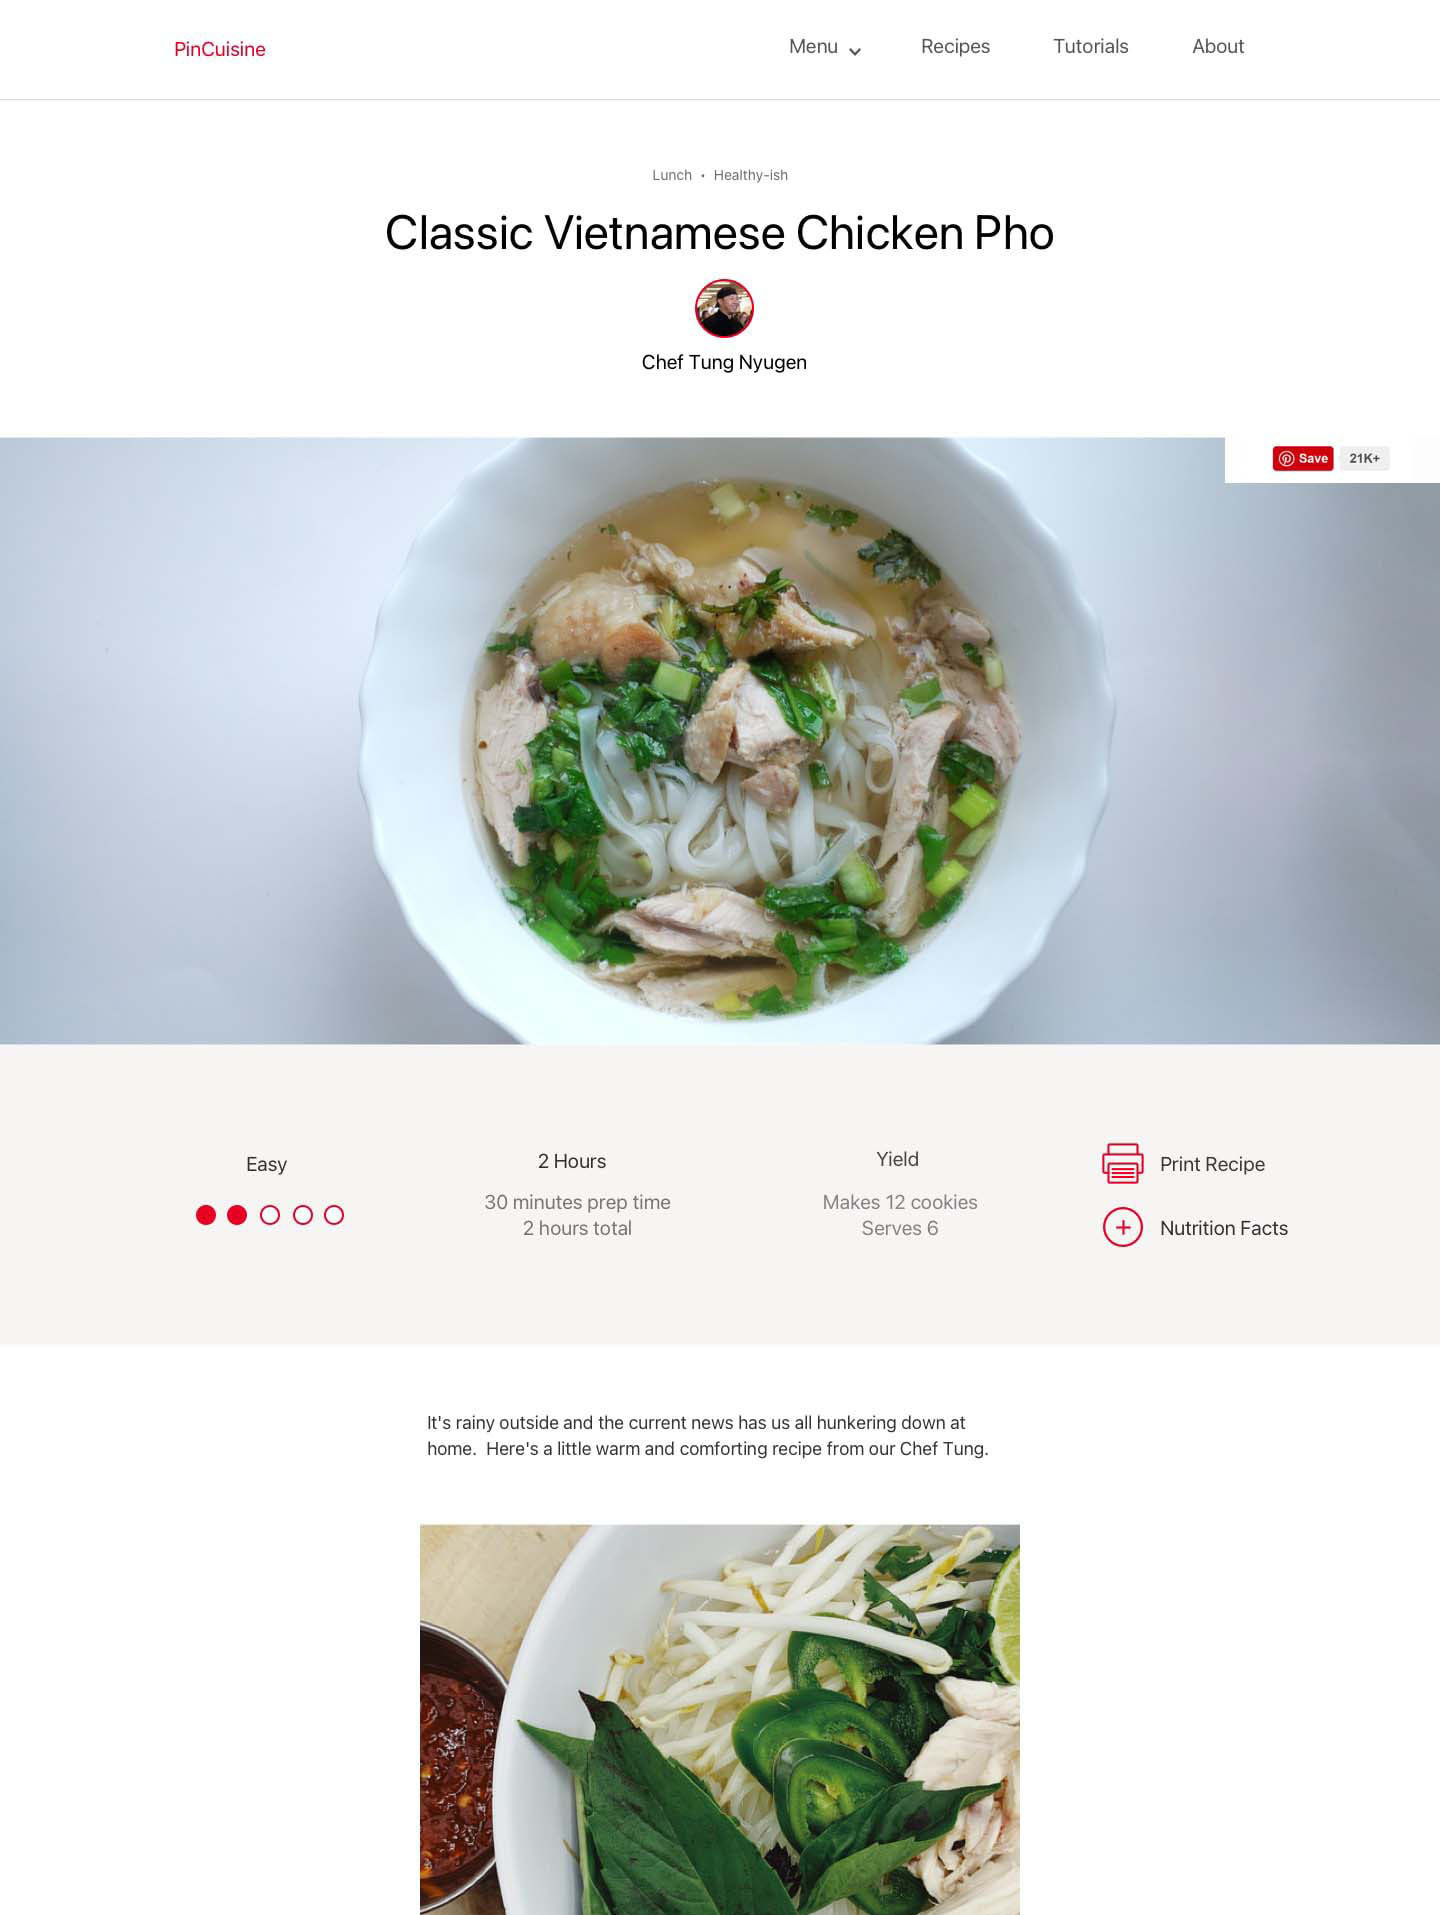 PinCuisine
Menu Recipes Tutorials About
Lunch • Healthy-ish
Classic Vietnamese Chicken Pho
Chef Tung Nyugen
Save 21K+
Easy
2 Hours
30 minutes prep time
2 hours total
Yield
Makes 12 cookies
Serves 6
Print Recipe
Nutrition Facts
It's rainy outside and the current news has us all hunkering down at
home.  Here's a little warm and comforting recipe from our Chef Tung.